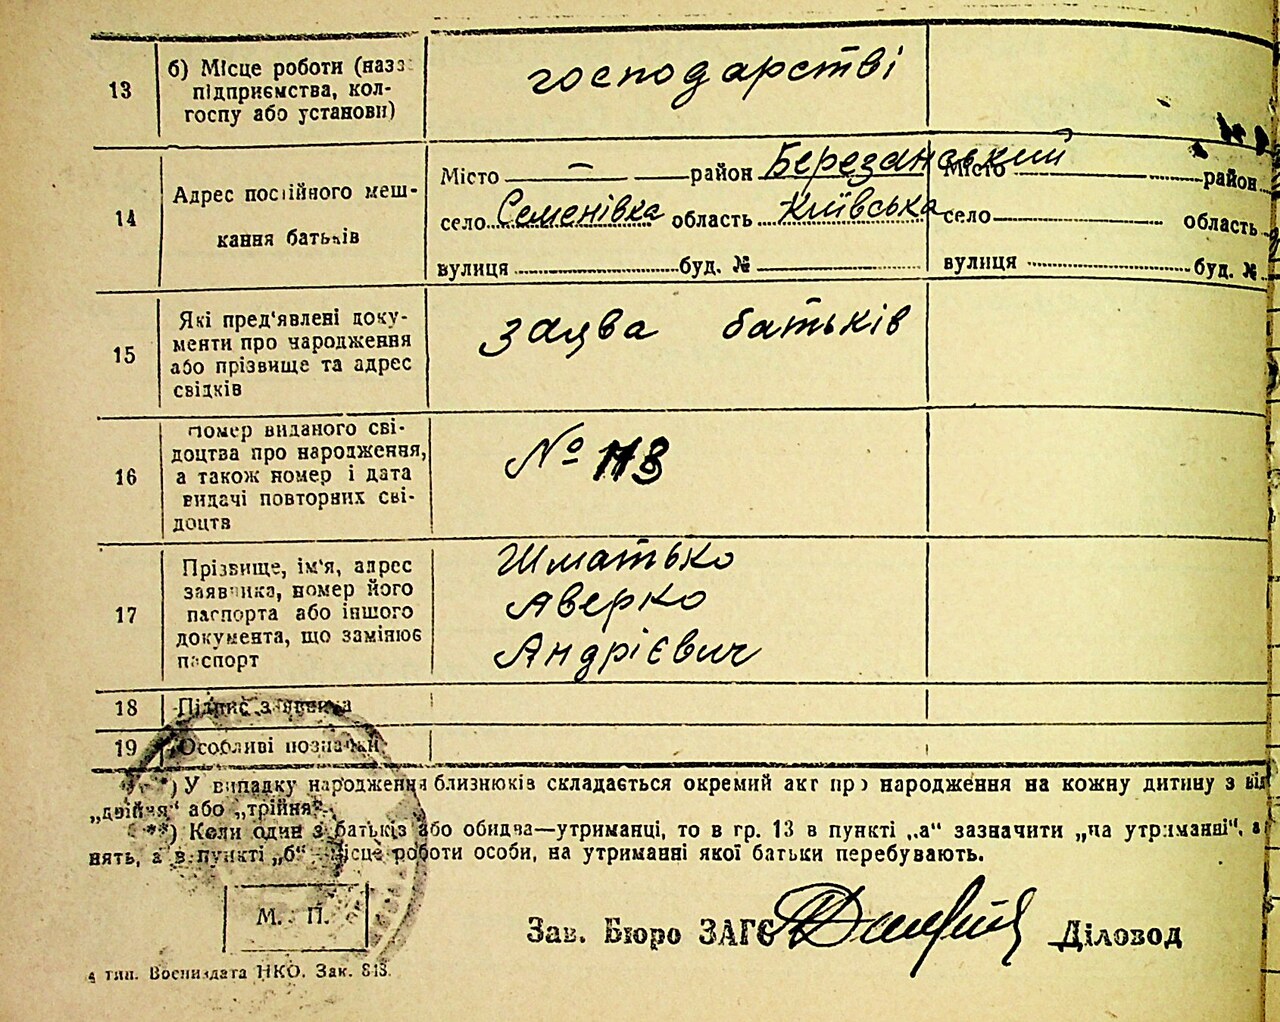 13
б) Місце роботи (назва
підприємства, кол-
госпу або установи)
господарстві
14
Адрес постійного меш-
кання батьків
Місто — район Березанський
село Семенівка область Київська
вулиця буд. №
Місто район
село область
вулиця буд. №
15
Які пред'явлені доку-
менти про народження
або прізвище та адрес
свідків
заява батьків
16
Номер виданого сві-
доцтва про народження,
а також номер і дата
видачі повторних сві-
доцтв
№ 113
17
Прізвище, ім'я, адрес
заявника, номер його
паспорта або іншого
документа, що замінює
паспорт
Шматько
Аверко
Андрієвич
18
Підпис заявника
19
Особливі позначки
*) У випадку народження близнюків складається окремий акт про народження на кожну дитину з
„двійня“ або „трійня“.
**) Коли один з батьків або обидва—утриманці, то в гр. 13 в пункті „а“ зазначити „на утриманні“, а
нять, а в пункті „б“—місце роботи особи, на утриманні якої батьки перебувають.
М. П.
Зав. Бюро ЗАГС Діловод
тип. Воениздата НКО. Зак. 843.